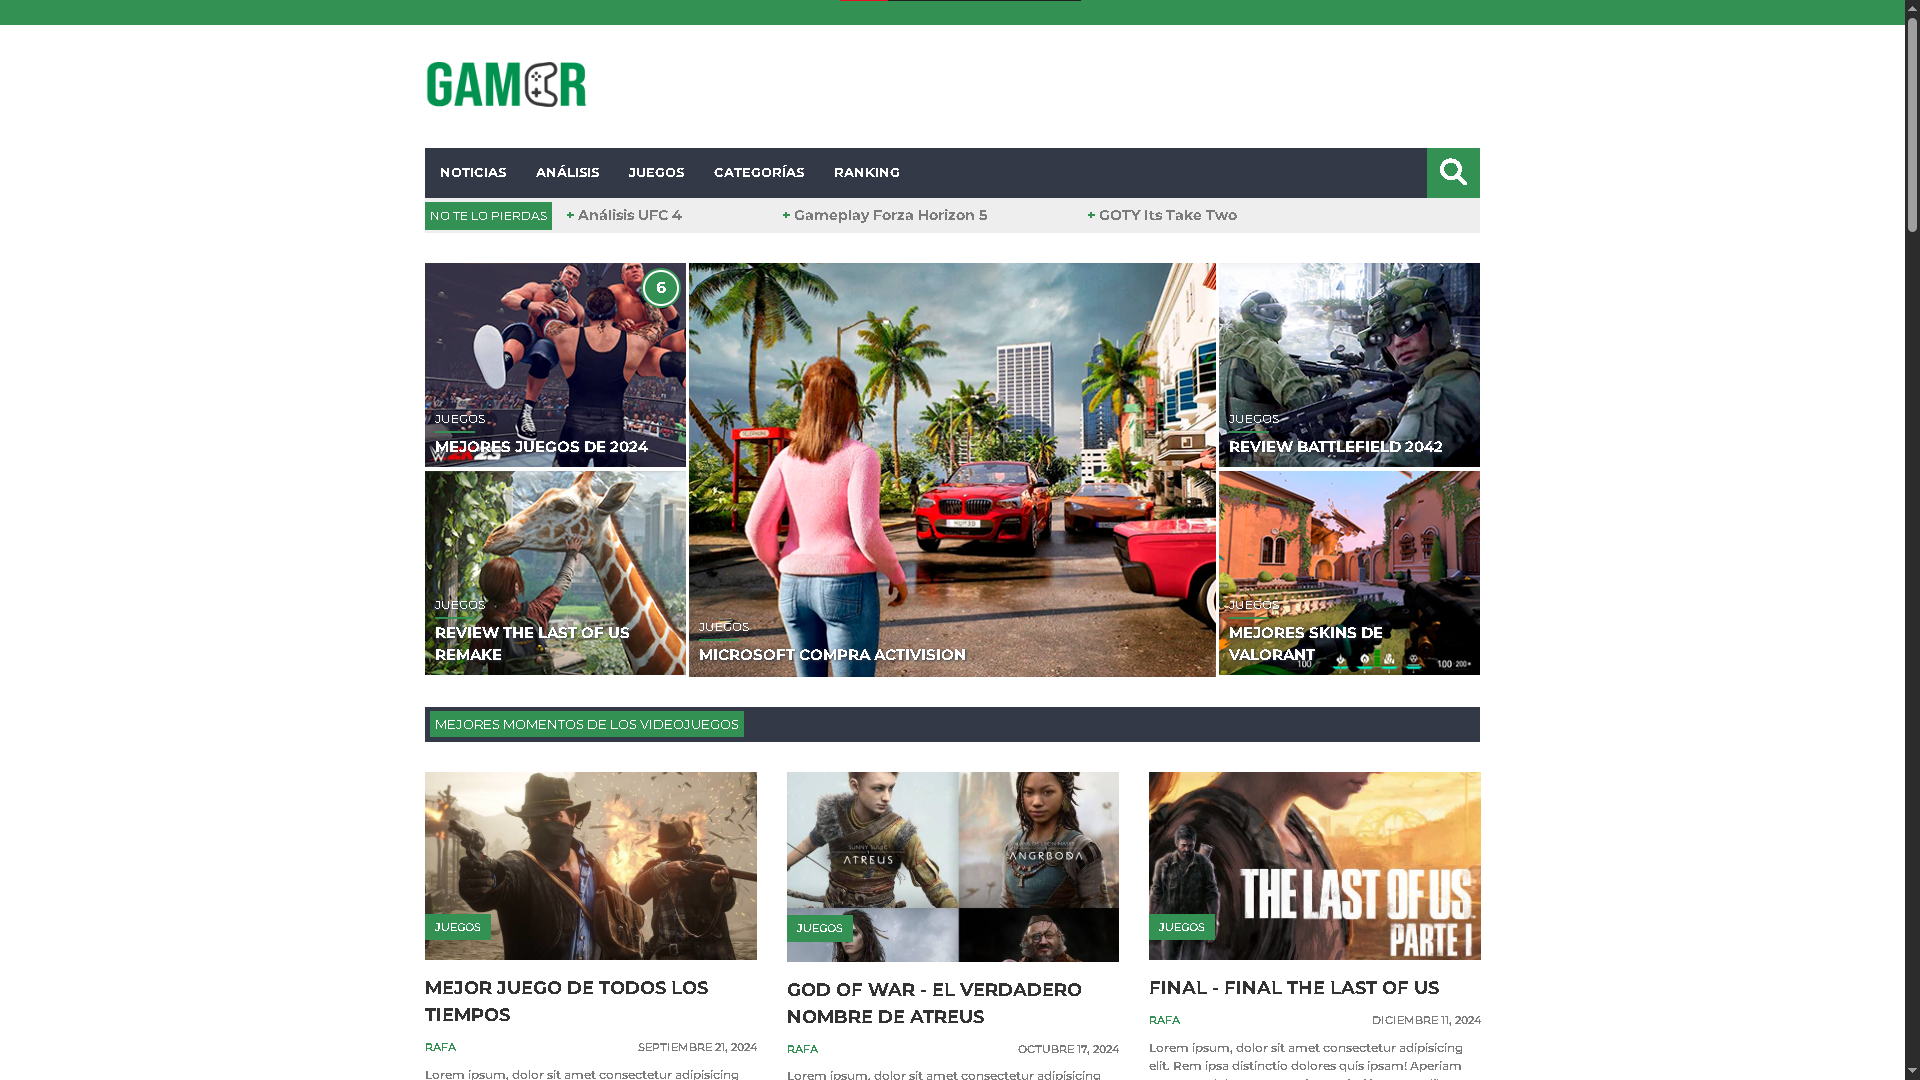 GAMER
NOTICIAS ANÁLISIS JUEGOS CATEGORÍAS RANKING
NO TE LO PIERDAS + Análisis UFC 4 + Gameplay Forza Horizon 5 + GOTY Its Take Two
6
JUEGOS
MEJORES JUEGOS DE 2024
JUEGOS
REVIEW THE LAST OF US
REMAKE
JUEGOS
MICROSOFT COMPRA ACTIVISION
JUEGOS
REVIEW BATTLEFIELD 2042
JUEGOS
MEJORES SKINS DE
VALORANT
100
100 200
MEJORES MOMENTOS DE LOS VIDEOJUEGOS
JUEGOS
MEJOR JUEGO DE TODOS LOS
TIEMPOS
RAFA SEPTIEMBRE 21, 2024
Lorem ipsum, dolor sit amet consectetur adipisicing
ATREUS
ANGRBODA
JUEGOS
GOD OF WAR - EL VERDADERO
NOMBRE DE ATREUS
RAFA OCTUBRE 17, 2024
Lorem ipsum, dolor sit amet consectetur adipisicing
THE LAST OF US
PARTE I
JUEGOS
FINAL - FINAL THE LAST OF US
RAFA DICIEMBRE 11, 2024
Lorem ipsum, dolor sit amet consectetur adipisicing
elit. Rem ipsa distinctio dolores quis ipsam! Aperiam